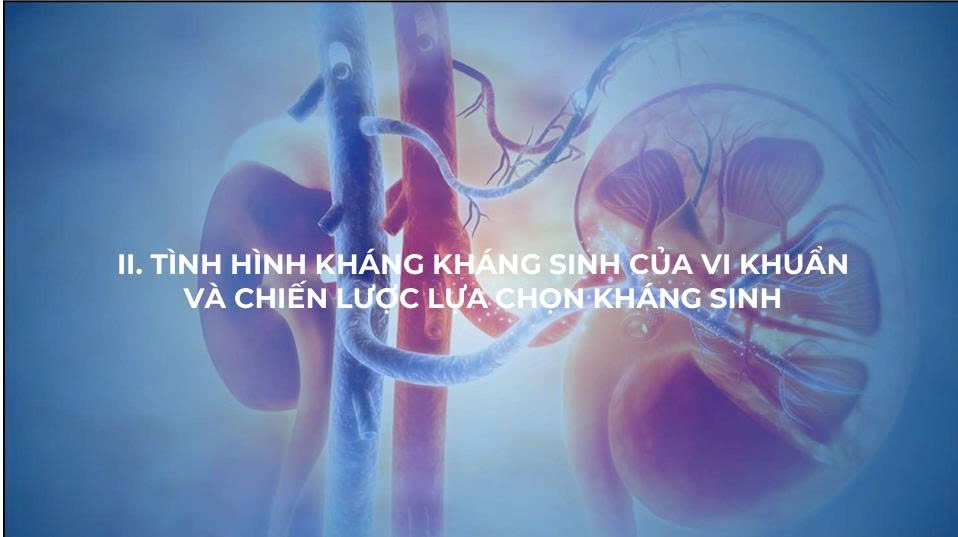 II. TÌNH HÌNH KHÁNG KHÁNG SINH CỦA VI KHUẨN
VÀ CHIẾN LƯỢC LỰA CHỌN KHÁNG SINH